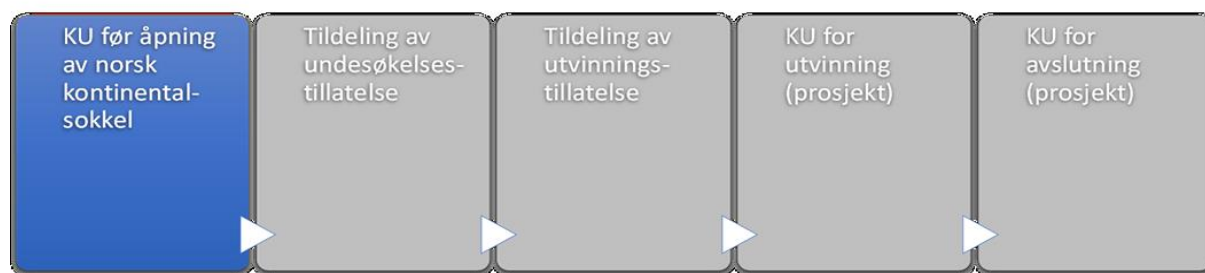 KU før åpning
av norsk
kontinental-
sokkel
Tildeling av
undesøkelses-
tillatelse
Tildeling av
utvinnings-
tillatelse
KU for
utvinning
(prosjekt)
KU for
avslutning
(prosjekt)